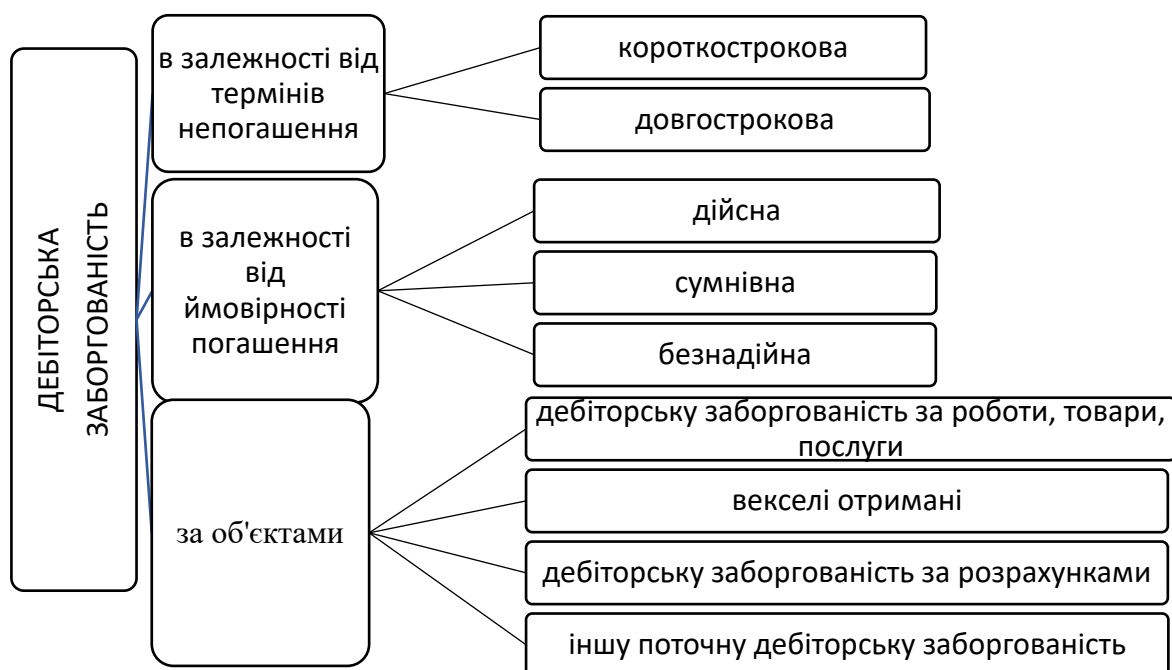 ДЕБІТОРСЬКА
ЗАБОРГОВАНІСТЬ
в залежності від
термінів
непогашення
короткострокова
довгострокова
в залежності
від
ймовірності
погашення
дійсна
сумнівна
безнадійна
за об'єктами
дебіторську заборгованість за роботи, товари,
послуги
векселі отримані
дебіторську заборгованість за розрахунками
іншу поточну дебіторську заборгованість